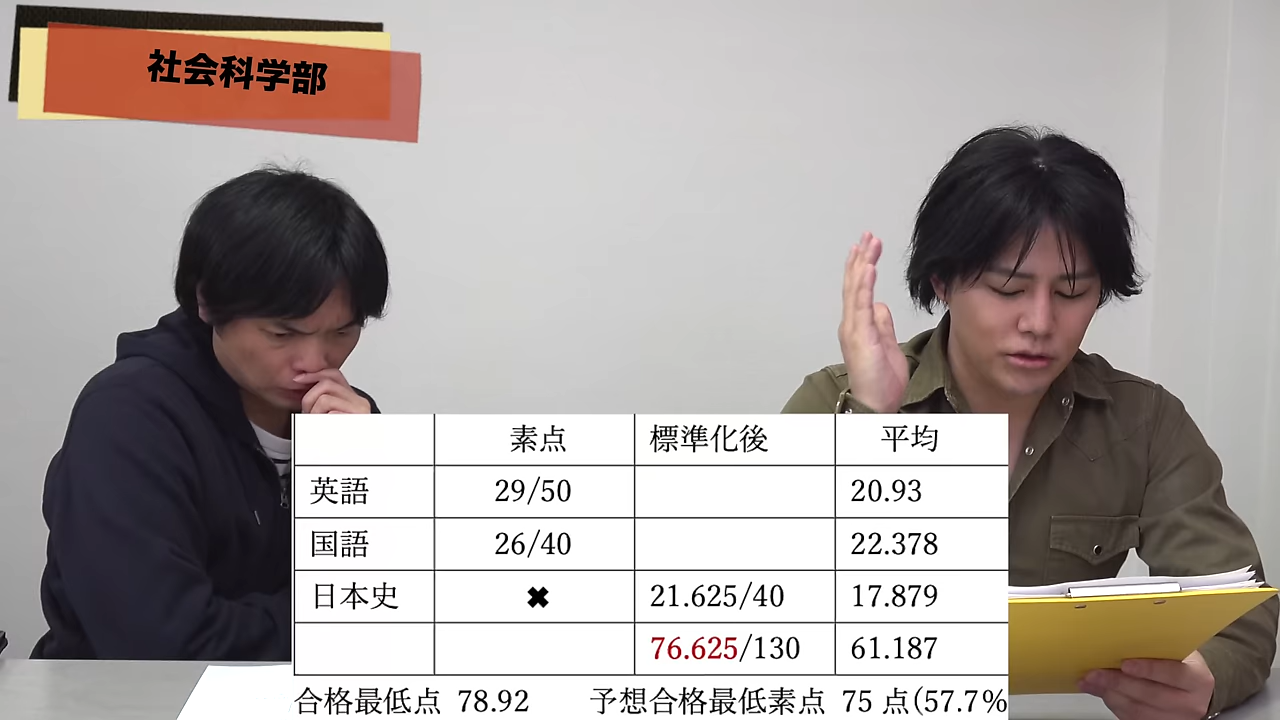 社会科学部
素点 標準化後 平均
英語 29/50 20.93
国語 26/40 22.378
日本史 ✖ 21.625/40 17.879
76.625/130 61.187
合格最低点 78.92 予想合格最低素点 75 点(57.7%